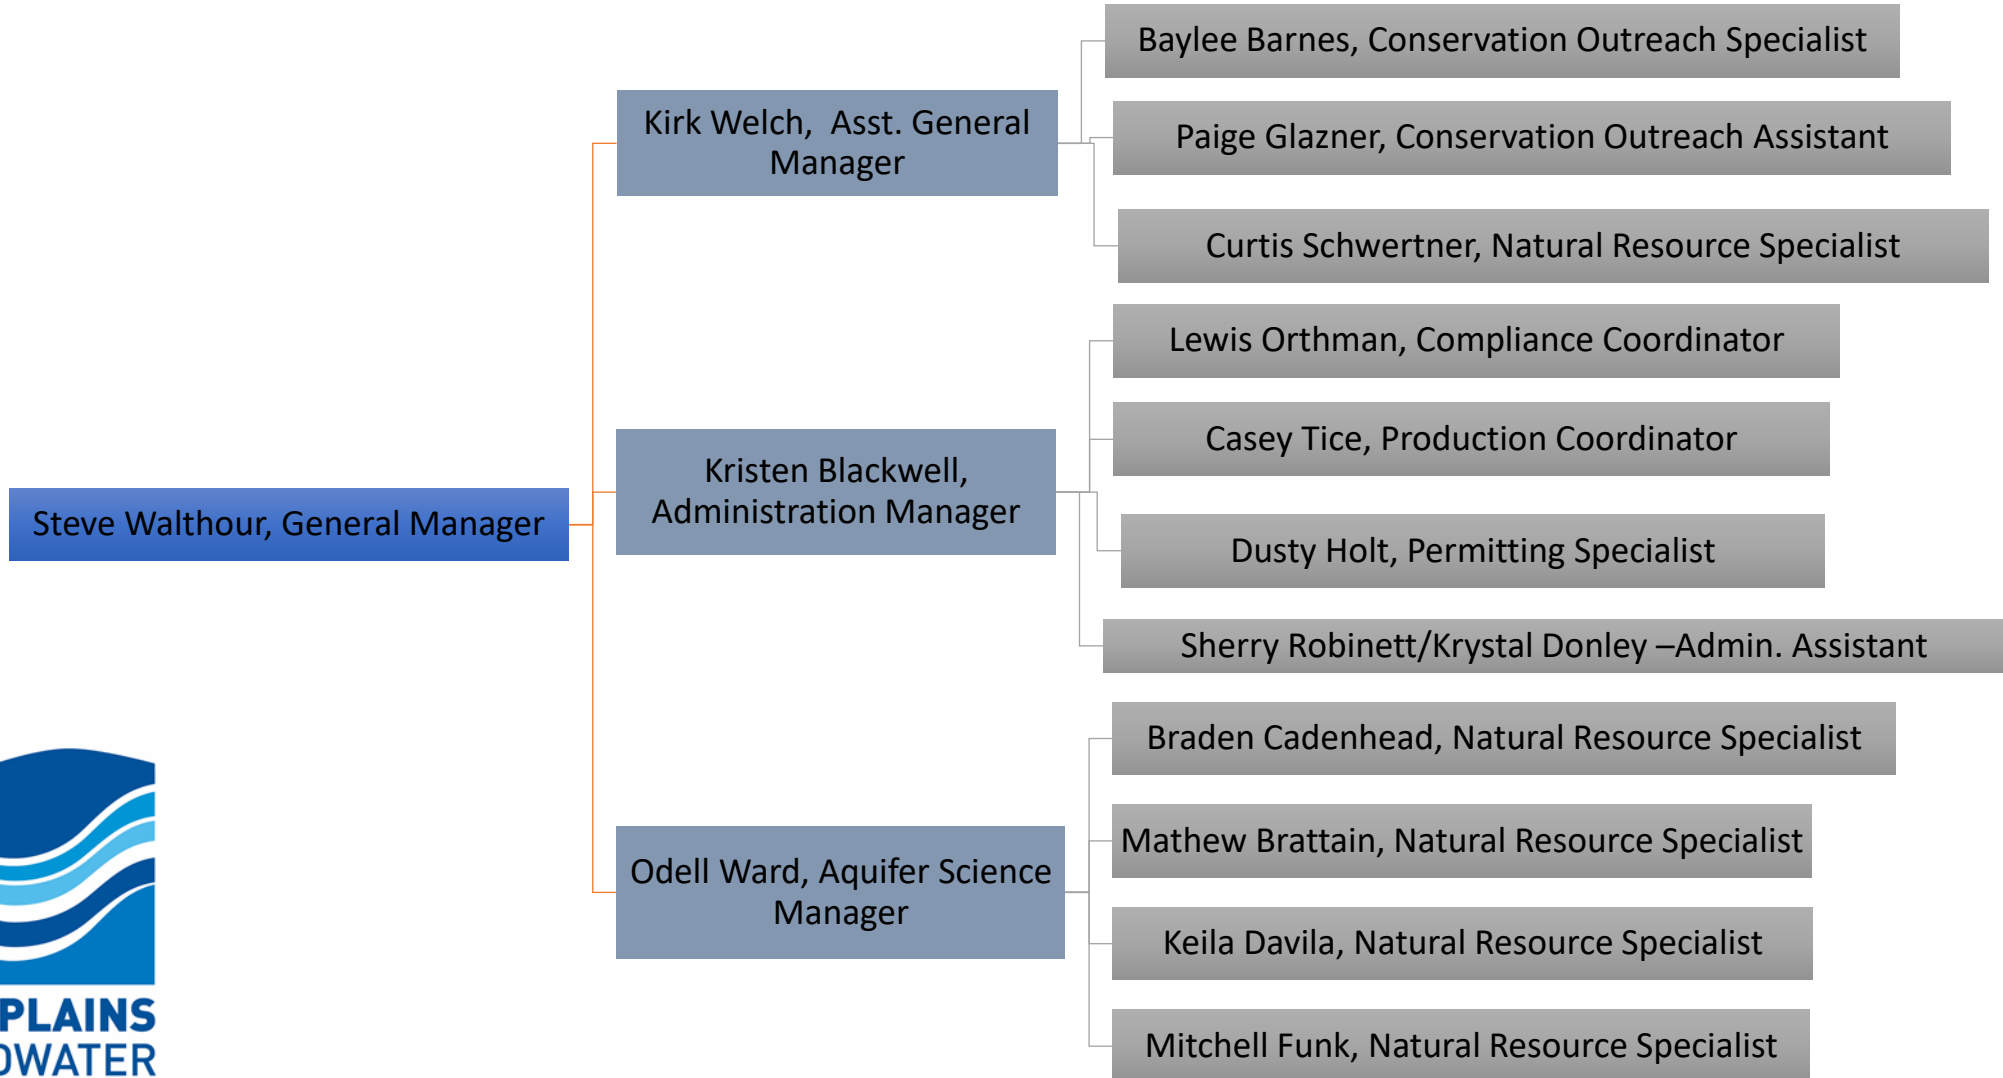 Steve Walthour, General Manager
Kirk Welch, Asst. General
Manager
Baylee Barnes, Conservation Outreach Specialist
Paige Glazner, Conservation Outreach Assistant
Curtis Schwertner, Natural Resource Specialist
Kristen Blackwell,
Administration Manager
Lewis Orthman, Compliance Coordinator
Casey Tice, Production Coordinator
Dusty Holt, Permitting Specialist
Sherry Robinett/Krystal Donley –Admin. Assistant
Odell Ward, Aquifer Science
Manager
Braden Cadenhead, Natural Resource Specialist
Mathew Brattain, Natural Resource Specialist
Keila Davila, Natural Resource Specialist
Mitchell Funk, Natural Resource Specialist
PLAINS
DWATER